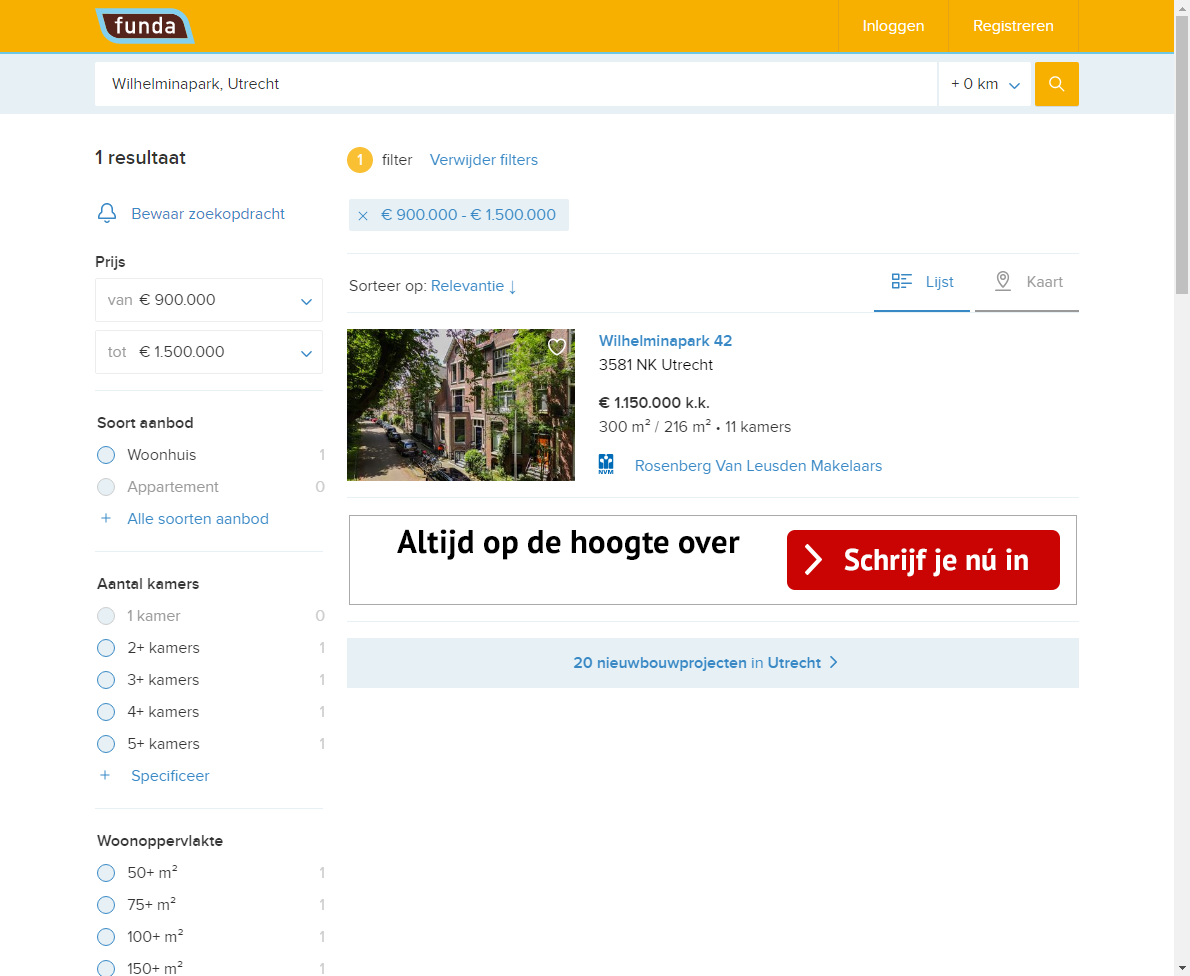 funda
Inloggen
Registreren
Wilhelminapark, Utrecht
+ 0 km
1 resultaat
Bewaar zoekopdracht
Prijs
van € 900.000
tot € 1.500.000
Soort aanbod
Woonhuis 1
Appartement 0
+ Alle soorten aanbod
Aantal kamers
1 kamer 0
2+ kamers 1
3+ kamers 1
4+ kamers 1
5+ kamers 1
+ Specificeer
Woonoppervlakte
50+ m² 1
75+ m² 1
100+ m² 1
150+ m² 1
1 filter Verwijder filters
× € 900.000 - € 1.500.000
Sorteer op: Relevantie ↓
Lijst
Kaart
Wilhelminapark 42
3581 NK Utrecht
€ 1.150.000 k.k.
300 m² / 216 m² • 11 kamers
NVM
Rosenberg Van Leusden Makelaars
Altijd op de hoogte over
Schrijf je nú in
20 nieuwbouwprojecten in Utrecht